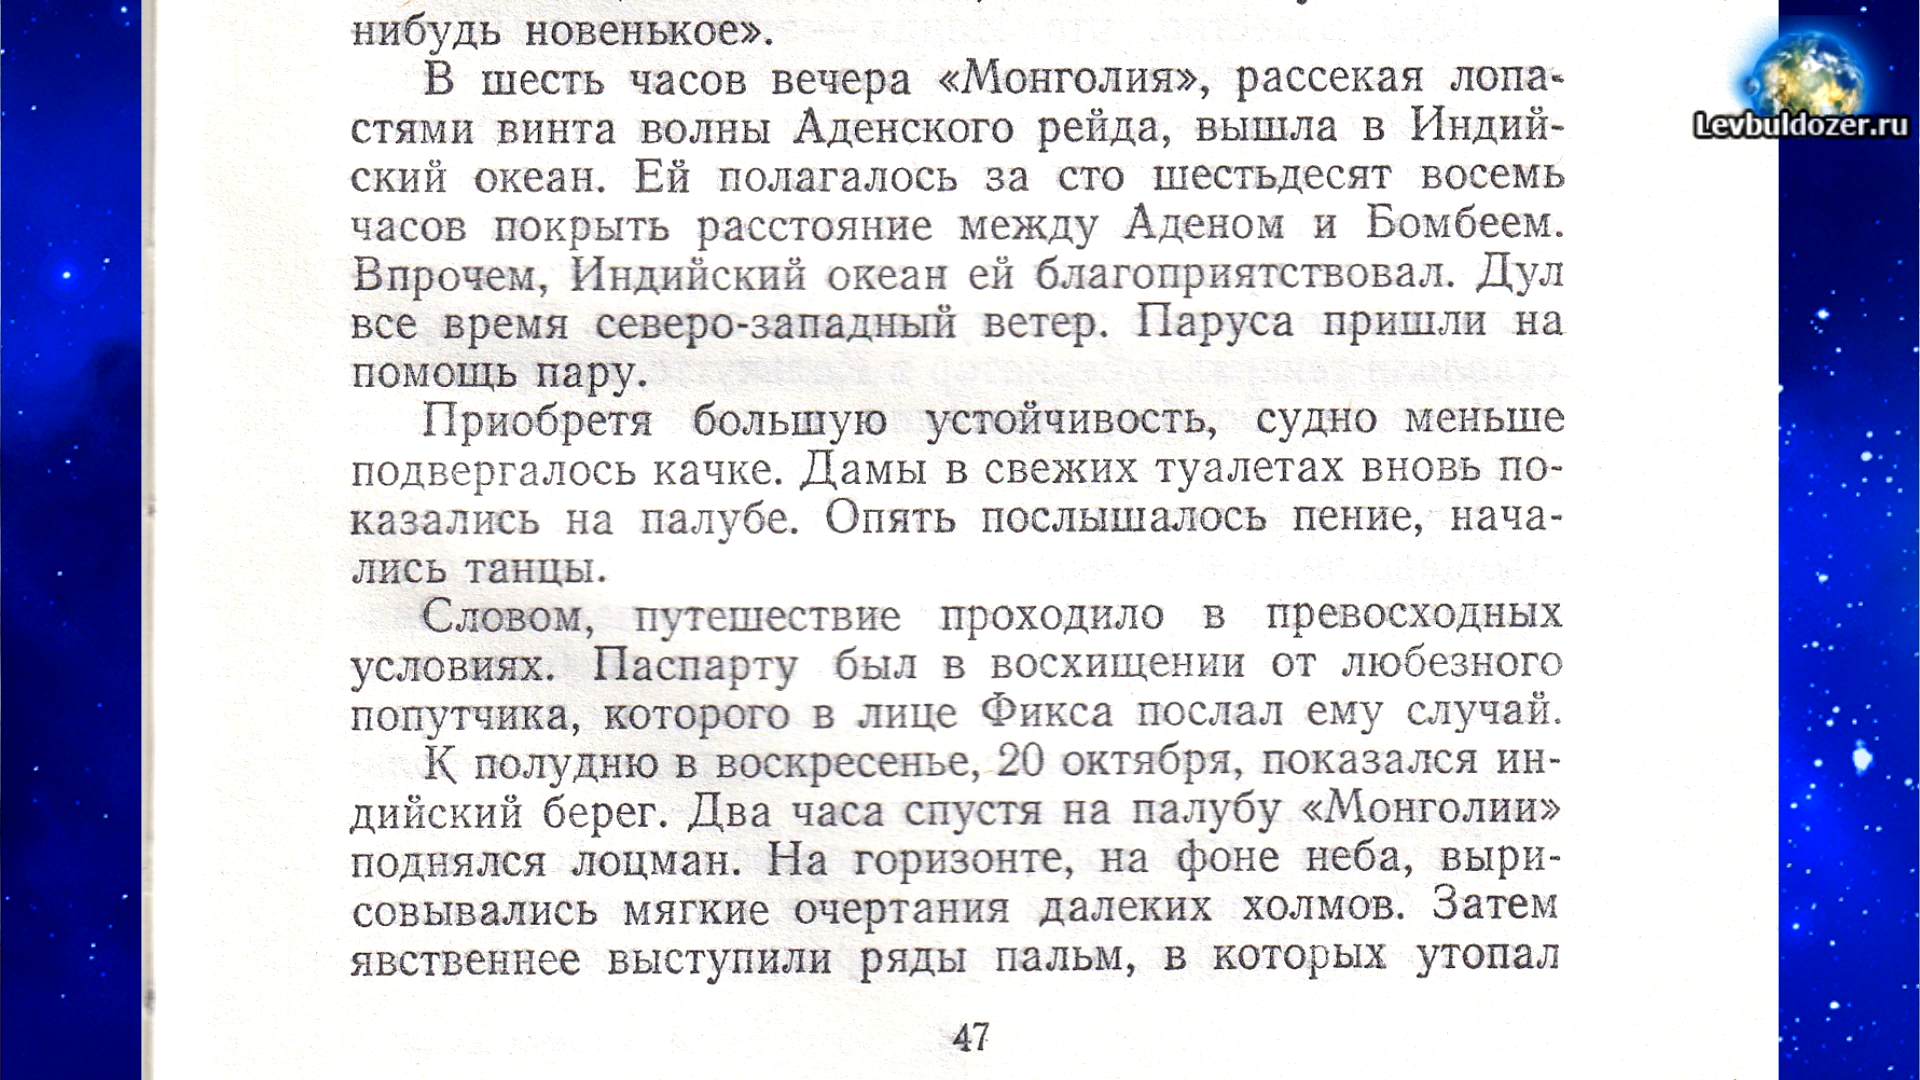 нибудь новенькое».
В шесть часов вечера «Монголия», рассекая лопа-
стями винта волны Аденского рейда, вышла в Индий-
ский океан. Ей полагалось за сто шестьдесят восемь
часов покрыть расстояние между Аденом и Бомбеем.
Впрочем, Индийский океан ей благоприятствовал. Дул
все время северо-западный ветер. Паруса пришли на
помощь пару.
Приобретя большую устойчивость, судно меньше
подвергалось качке. Дамы в свежих туалетах вновь по-
казались на палубе. Опять послышалось пение, нача-
лись танцы.
Словом, путешествие проходило в превосходных
условиях. Паспарту был в восхищении от любезного
попутчика, которого в лице Фикса послал ему случай.
К полудню в воскресенье, 20 октября, показался ин-
дийский берег. Два часа спустя на палубу «Монголии»
поднялся лоцман. На горизонте, на фоне неба, выри-
совывались мягкие очертания далеких холмов. Затем
явственнее выступили ряды пальм, в которых утопал
47
Levbuldozer.ru